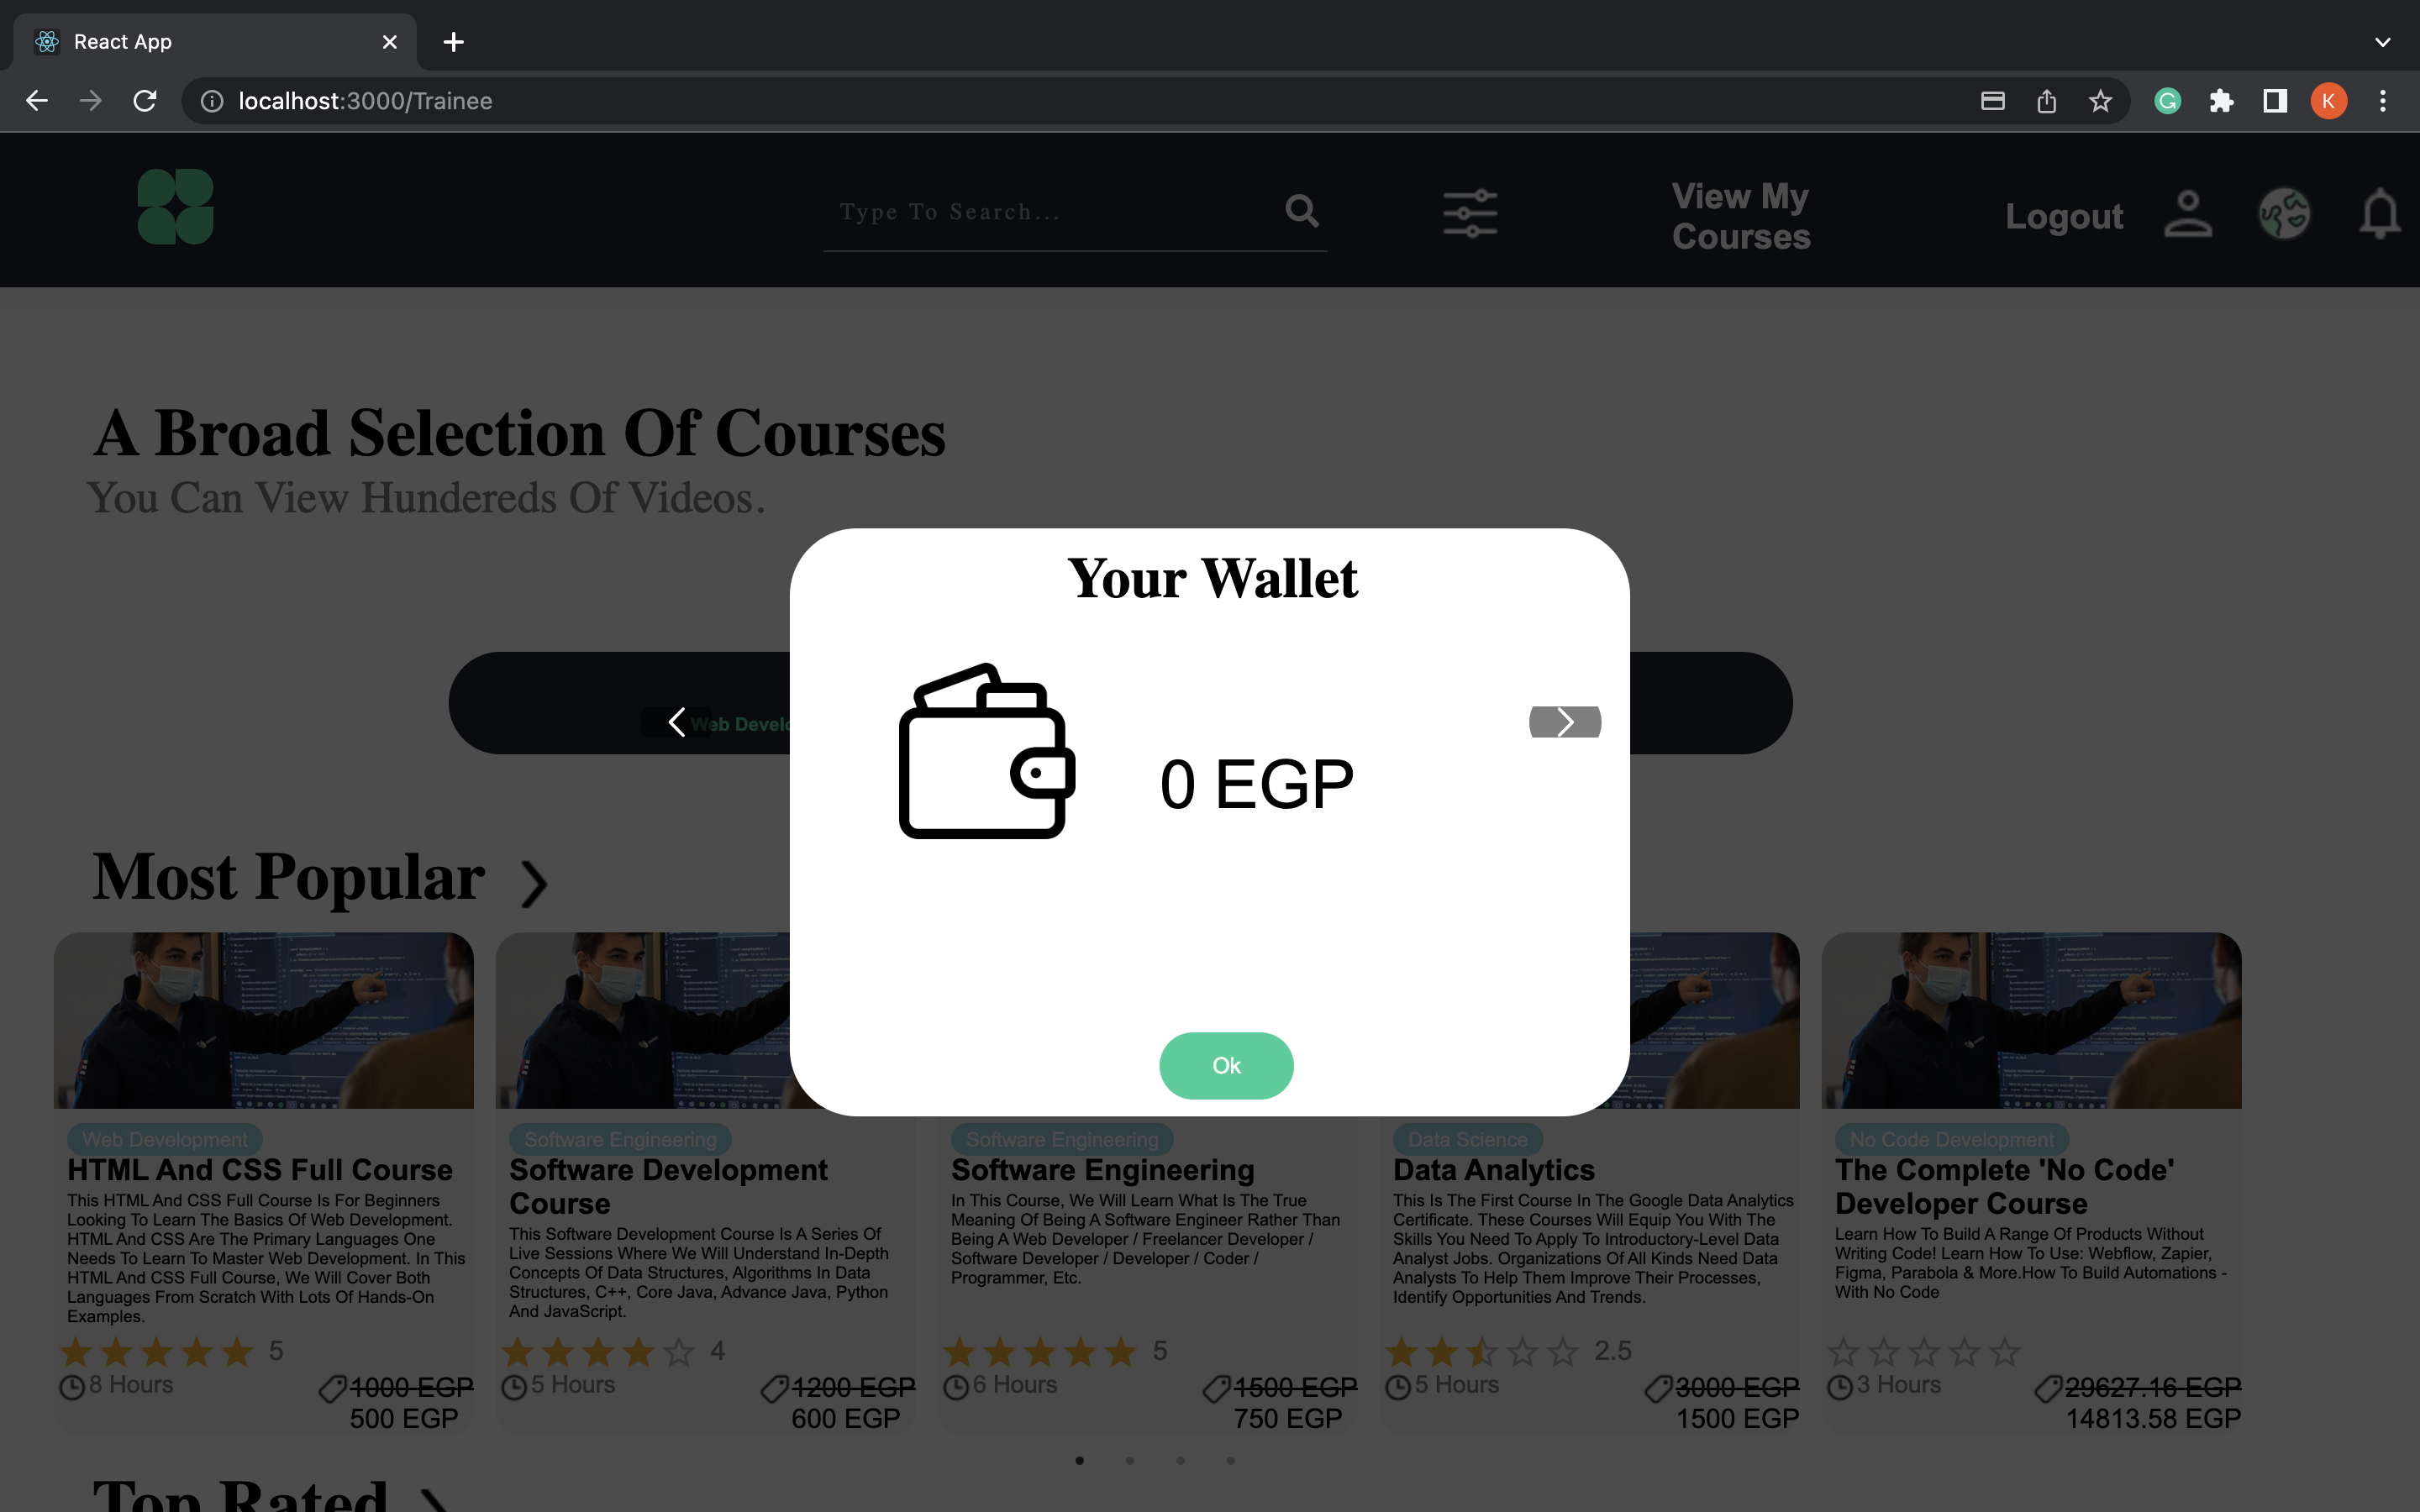 React App
localhost:3000/Trainee
K
Type To Search...
View My
Courses
Logout
A Broad Selection Of Courses
You Can View Hundereds Of Videos.
Your Wallet
Web Develo
0 EGP
Ok
Most Popular
Web Development
HTML And CSS Full Course
This HTML And CSS Full Course Is For Beginners
Looking To Learn The Basics Of Web Development.
HTML And CSS Are The Primary Languages One
Needs To Learn To Master Web Development. In This
HTML And CSS Full Course, We Will Cover Both
Languages From Scratch With Lots Of Hands-On
Examples.
5
8 Hours
1000 EGP
500 EGP
Software Engineering
Software Development
Course
This Software Development Course Is A Series Of
Live Sessions Where We Will Understand In-Depth
Concepts Of Data Structures, Algorithms In Data
Structures, C++, Core Java, Advance Java, Python
And JavaScript.
4
5 Hours
1200 EGP
600 EGP
Software Engineering
Software Engineering
In This Course, We Will Learn What Is The True
Meaning Of Being A Software Engineer Rather Than
Being A Web Developer / Freelancer Developer /
Software Developer / Developer / Coder /
Programmer, Etc.
5
6 Hours
1500 EGP
750 EGP
Data Science
Data Analytics
This Is The First Course In The Google Data Analytics
Certificate. These Courses Will Equip You With The
Skills You Need To Apply To Introductory-Level Data
Analyst Jobs. Organizations Of All Kinds Need Data
Analysts To Help Them Improve Their Processes,
Identify Opportunities And Trends.
2.5
5 Hours
3000 EGP
1500 EGP
No Code Development
The Complete 'No Code'
Developer Course
Learn How To Build A Range Of Products Without
Writing Code! Learn How To Use: Webflow, Zapier,
Figma, Parabola & More.How To Build Automations -
With No Code
3 Hours
29627.16 EGP
14813.58 EGP
Top Rated